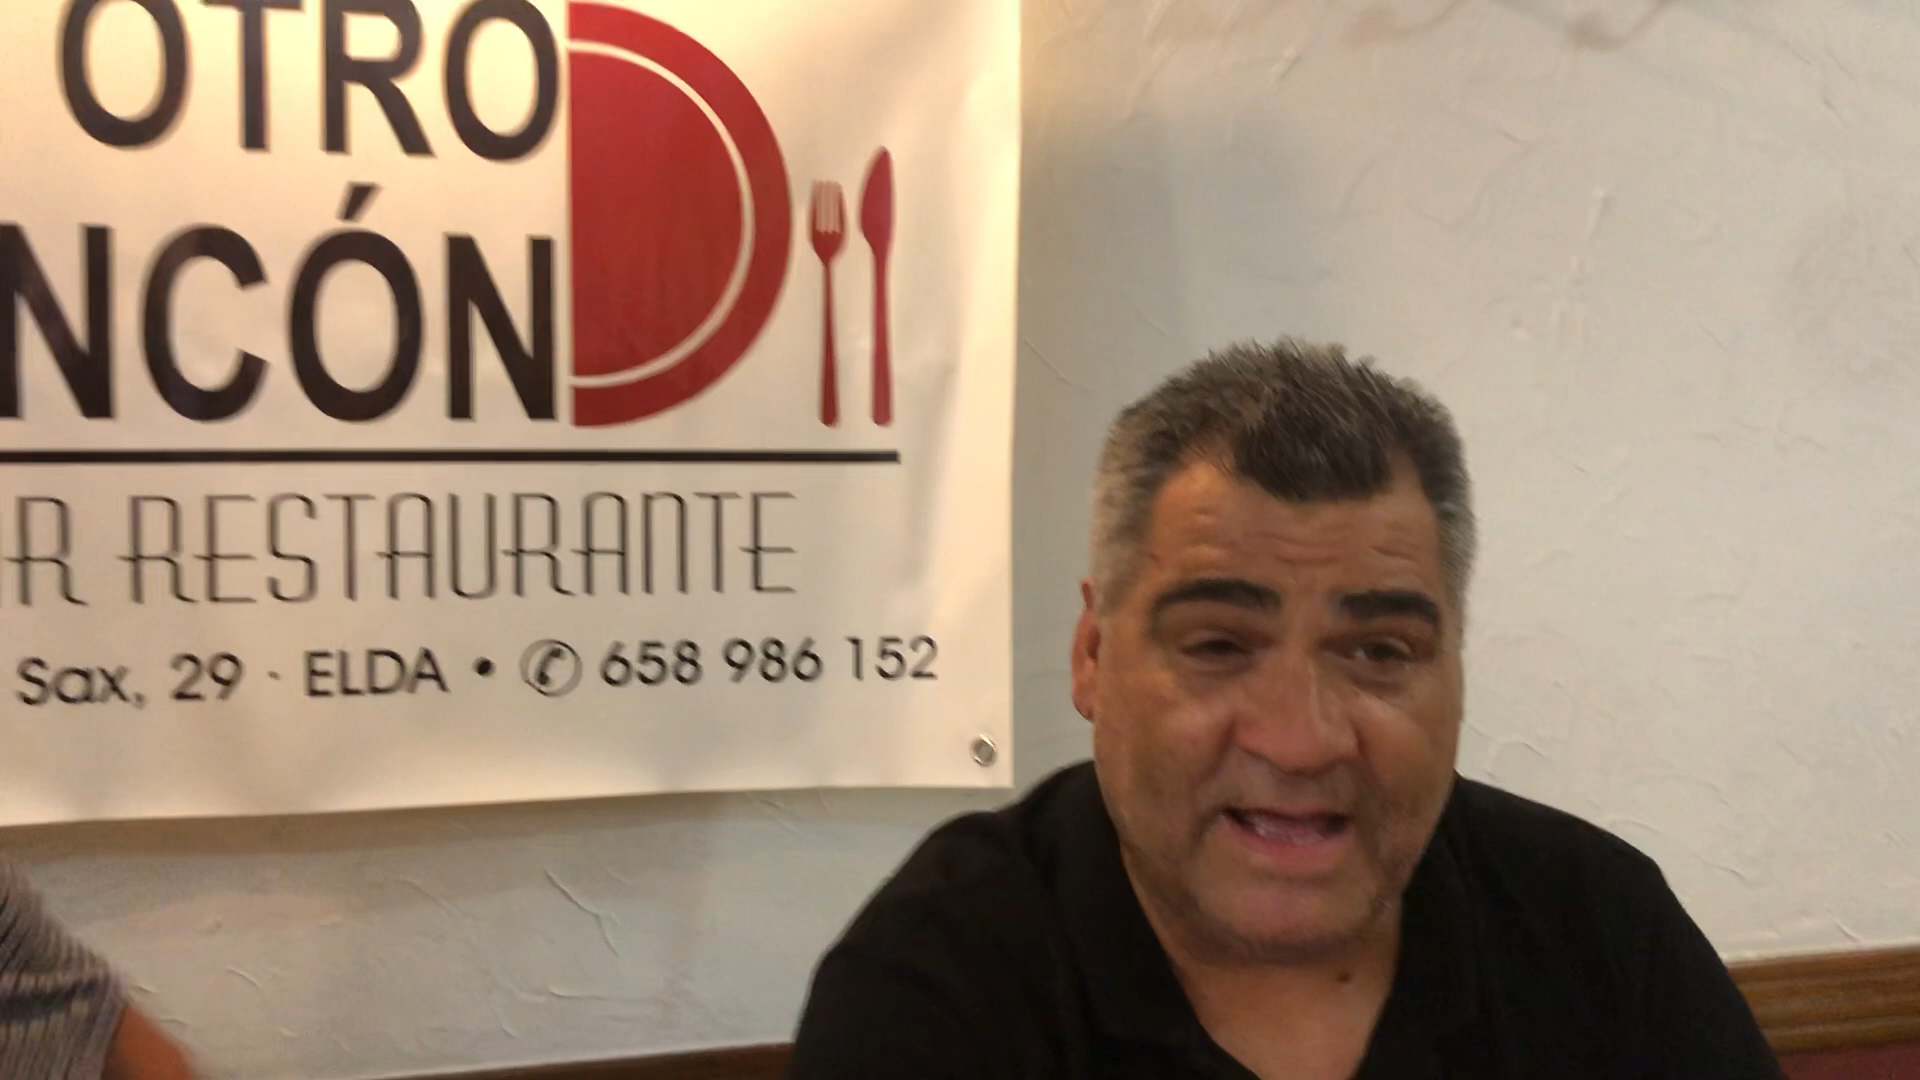 OTRO
NCÓN
R RESTAURANTE
Sax, 29 · ELDA • ✆ 658 986 152